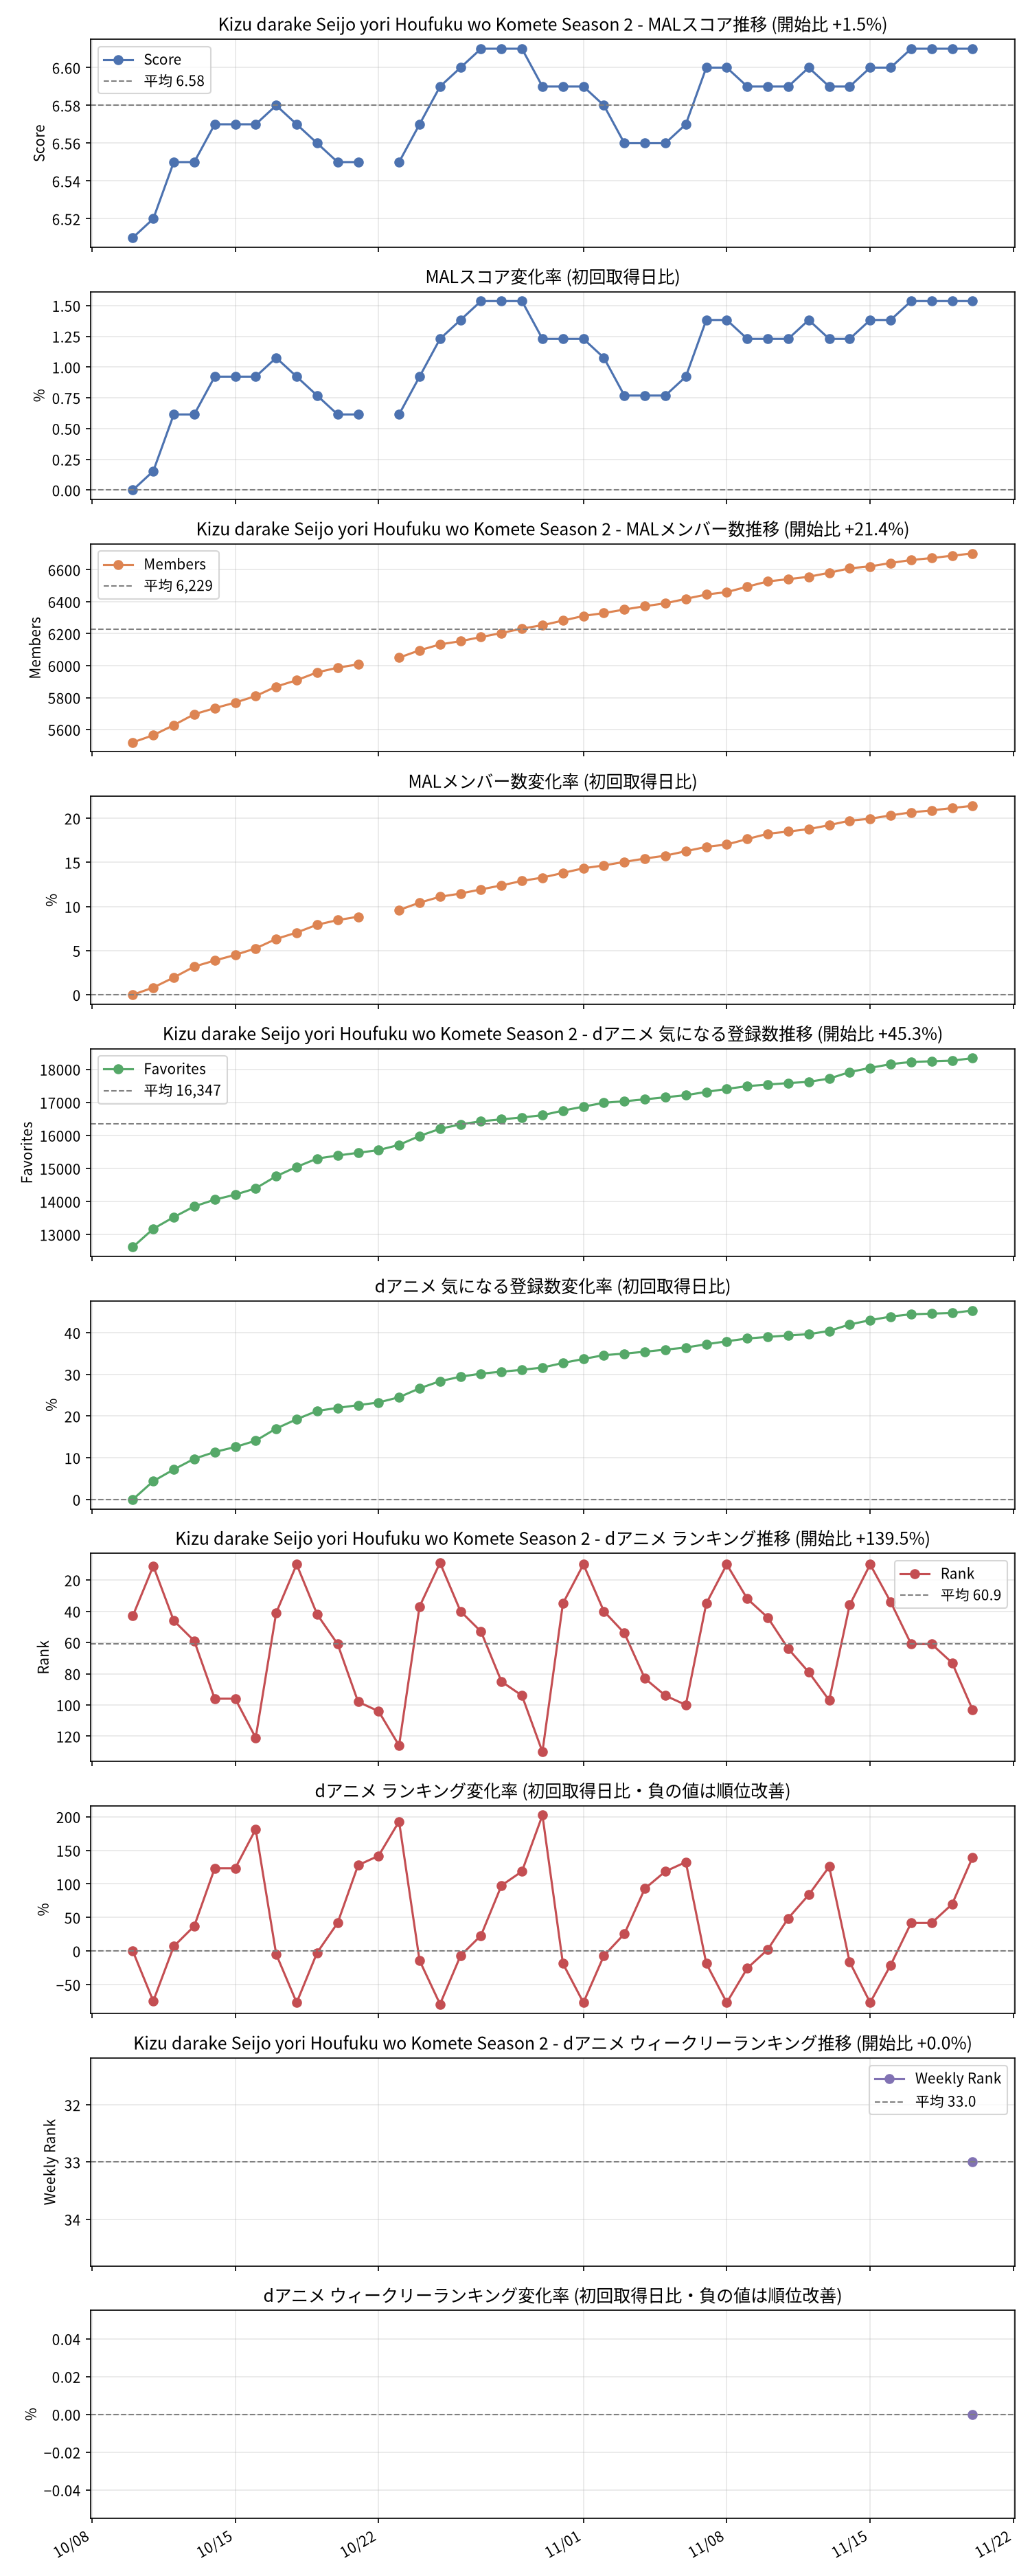 Kizu darake Seijo yori Houfuku wo Komete Season 2 - MALスコア推移 (開始比 +1.5%)
Score
平均 6.58
Score
6.60
6.58
6.56
6.54
6.52
MALスコア変化率 (初回取得日比)
%
1.50
1.25
1.00
0.75
0.50
0.25
0.00
Kizu darake Seijo yori Houfuku wo Komete Season 2 - MALメンバー数推移 (開始比 +21.4%)
Members
平均 6,229
Members
6600
6400
6200
6000
5800
5600
MALメンバー数変化率 (初回取得日比)
%
20
15
10
5
0
Kizu darake Seijo yori Houfuku wo Komete Season 2 - dアニメ 気になる登録数推移 (開始比 +45.3%)
Favorites
平均 16,347
Favorites
18000
17000
16000
15000
14000
13000
dアニメ 気になる登録数変化率 (初回取得日比)
%
40
30
20
10
0
Kizu darake Seijo yori Houfuku wo Komete Season 2 - dアニメ ランキング推移 (開始比 +139.5%)
Rank
平均 60.9
Rank
20
40
60
80
100
120
dアニメ ランキング変化率 (初回取得日比・負の値は順位改善)
%
200
150
100
50
0
−50
Kizu darake Seijo yori Houfuku wo Komete Season 2 - dアニメ ウィークリーランキング推移 (開始比 +0.0%)
Weekly Rank
平均 33.0
Weekly Rank
32
33
34
dアニメ ウィークリーランキング変化率 (初回取得日比・負の値は順位改善)
%
0.04
0.02
0.00
−0.02
−0.04
10/08
10/15
10/22
11/01
11/08
11/15
11/22